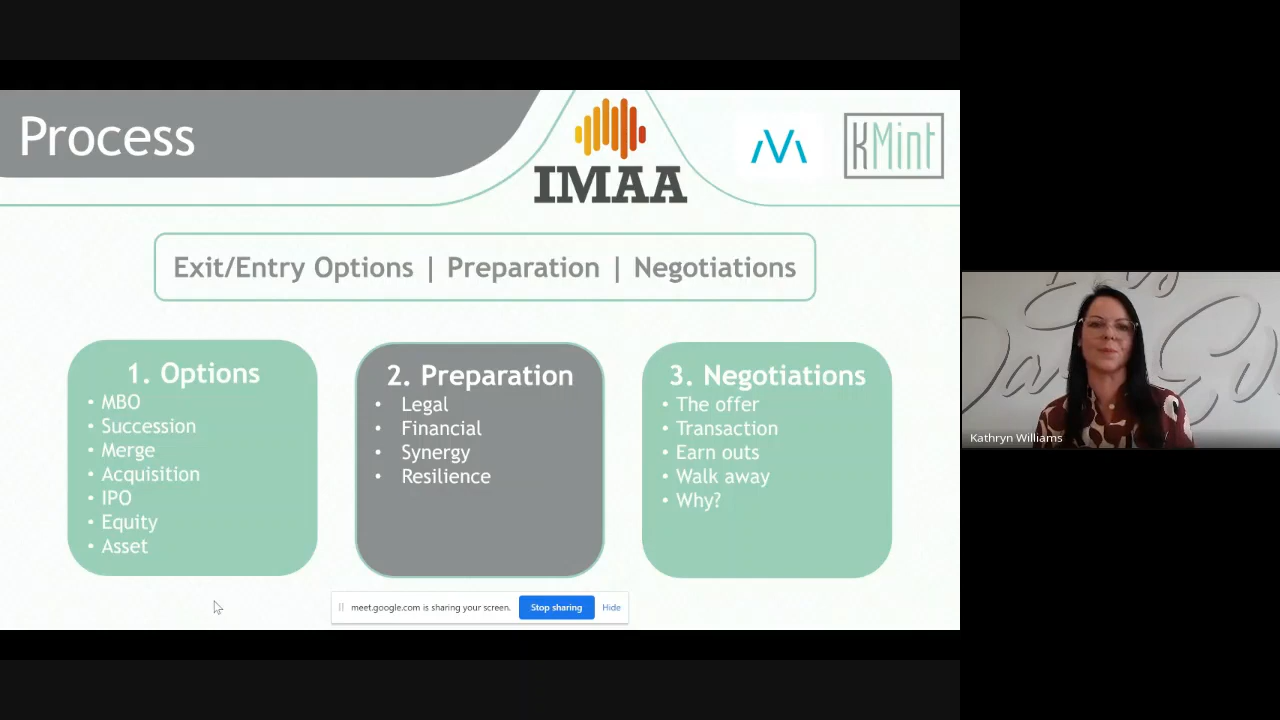 Process
IMAA
KMint
Exit/Entry Options | Preparation | Negotiations
1. Options
• MBO
• Succession
• Merge
• Acquisition
• IPO
• Equity
• Asset
2. Preparation
• Legal
• Financial
• Synergy
• Resilience
3. Negotiations
• The offer
• Transaction
• Earn outs
• Walk away
• Why?
meet.google.com is sharing your screen. Stop sharing Hide
Kathryn Williams